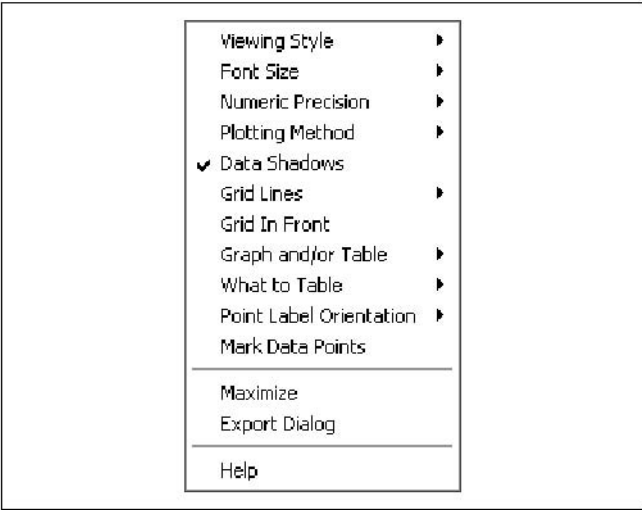 Viewing Style
Font Size
Numeric Precision
Plotting Method
Data Shadows
Grid Lines
Grid In Front
Graph and/or Table
What to Table
Point Label Orientation
Mark Data Points
Maximize
Export Dialog
Help